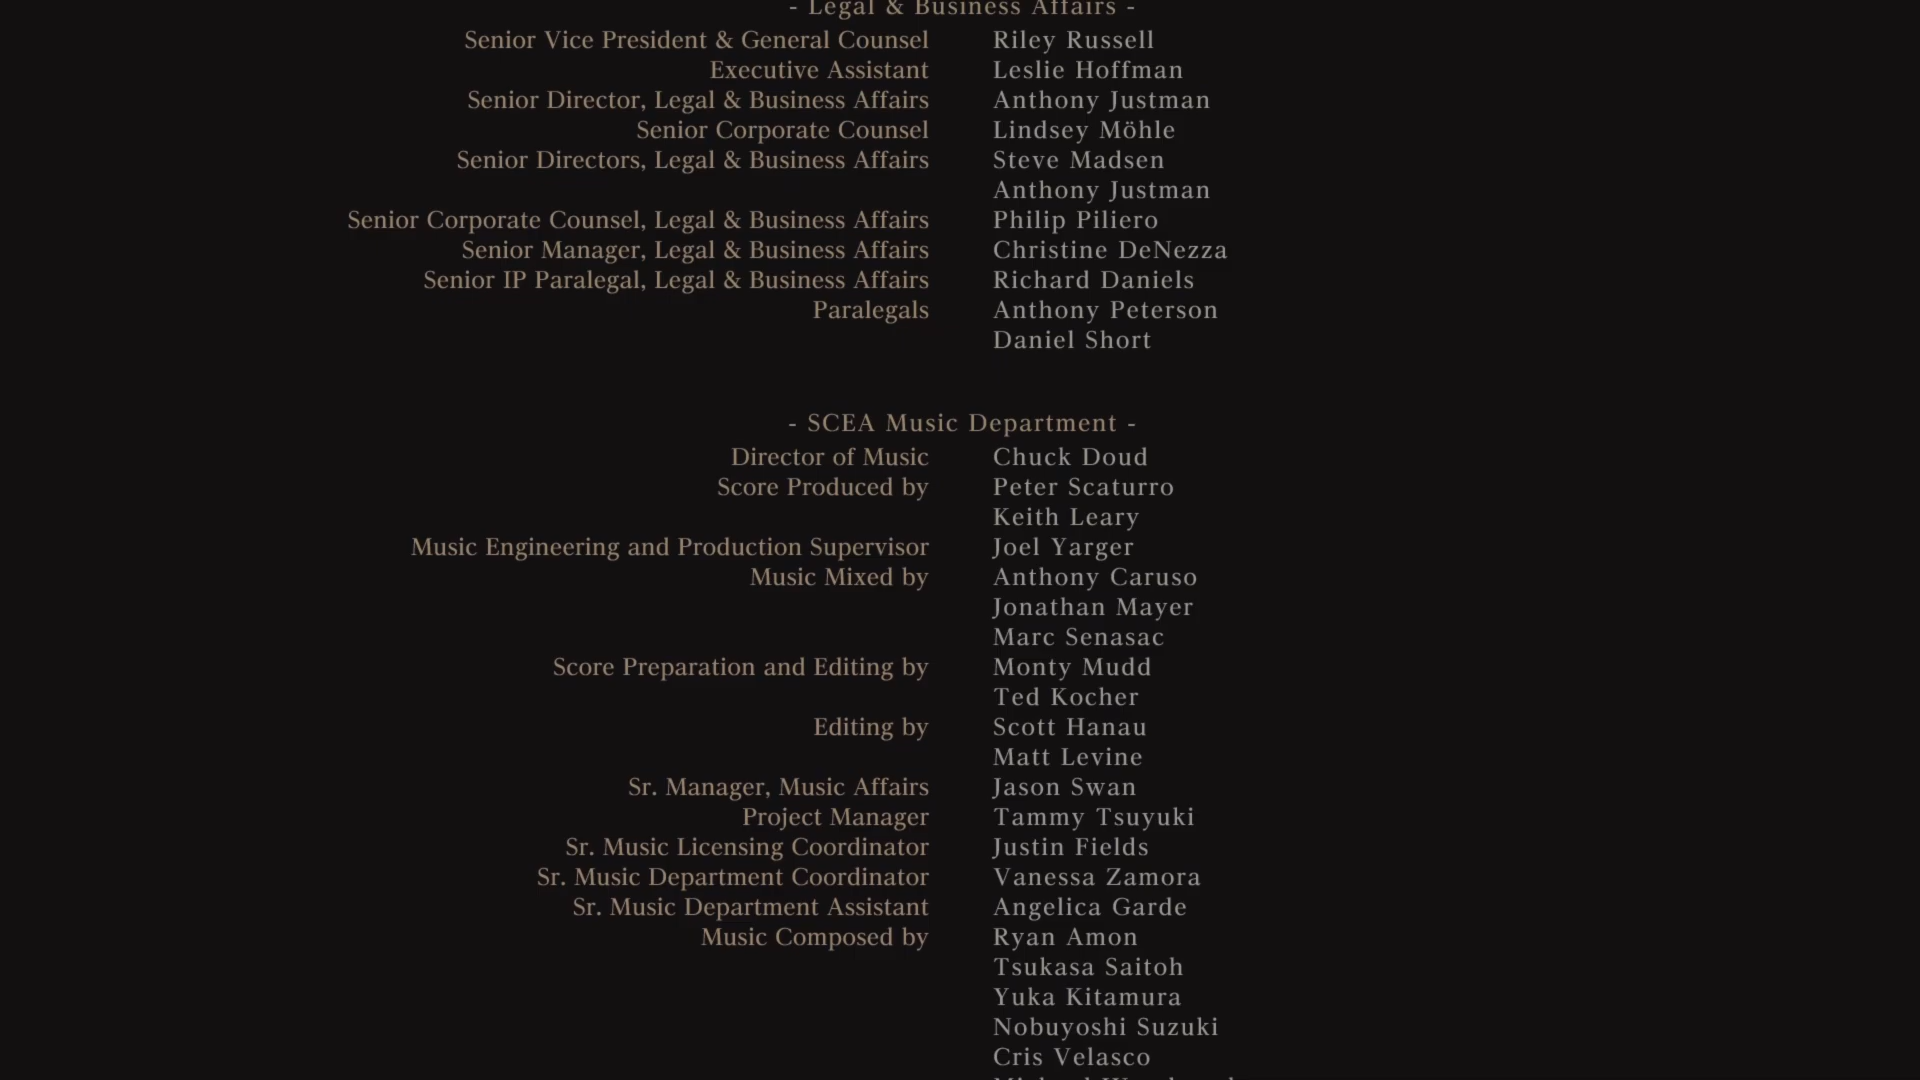 - Legal & Business Affairs -
Senior Vice President & General Counsel Riley Russell
Executive Assistant Leslie Hoffman
Senior Director, Legal & Business Affairs Anthony Justman
Senior Corporate Counsel Lindsey Möhle
Senior Directors, Legal & Business Affairs Steve Madsen
Anthony Justman
Senior Corporate Counsel, Legal & Business Affairs Philip Piliero
Senior Manager, Legal & Business Affairs Christine DeNezza
Senior IP Paralegal, Legal & Business Affairs Richard Daniels
Paralegals Anthony Peterson
Daniel Short
- SCEA Music Department -
Director of Music Chuck Doud
Score Produced by Peter Scaturro
Keith Leary
Music Engineering and Production Supervisor Joel Yarger
Music Mixed by Anthony Caruso
Jonathan Mayer
Marc Senasac
Score Preparation and Editing by Monty Mudd
Ted Kocher
Editing by Scott Hanau
Matt Levine
Sr. Manager, Music Affairs Jason Swan
Project Manager Tammy Tsuyuki
Sr. Music Licensing Coordinator Justin Fields
Sr. Music Department Coordinator Vanessa Zamora
Sr. Music Department Assistant Angelica Garde
Music Composed by Ryan Amon
Tsukasa Saitoh
Yuka Kitamura
Nobuyoshi Suzuki
Cris Velasco